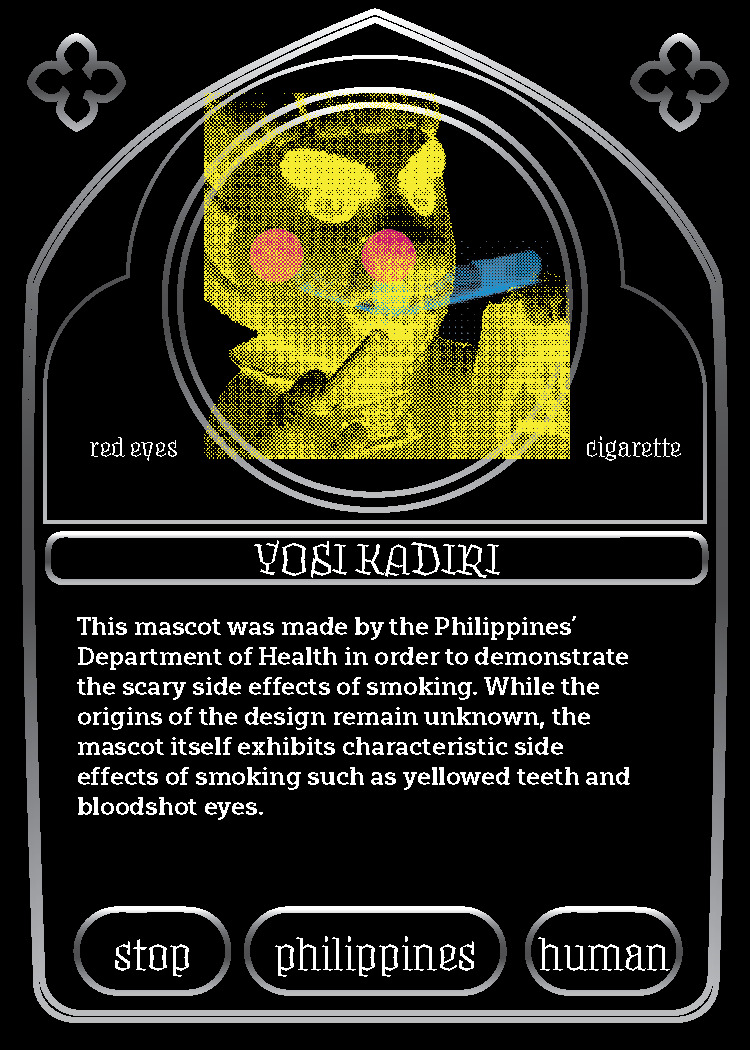 red eyes
cigarette
YOSI KADIRI
This mascot was made by the Philippines’
Department of Health in order to demonstrate
the scary side effects of smoking. While the
origins of the design remain unknown, the
mascot itself exhibits characteristic side
effects of smoking such as yellowed teeth and
bloodshot eyes.
stop
philippines
human